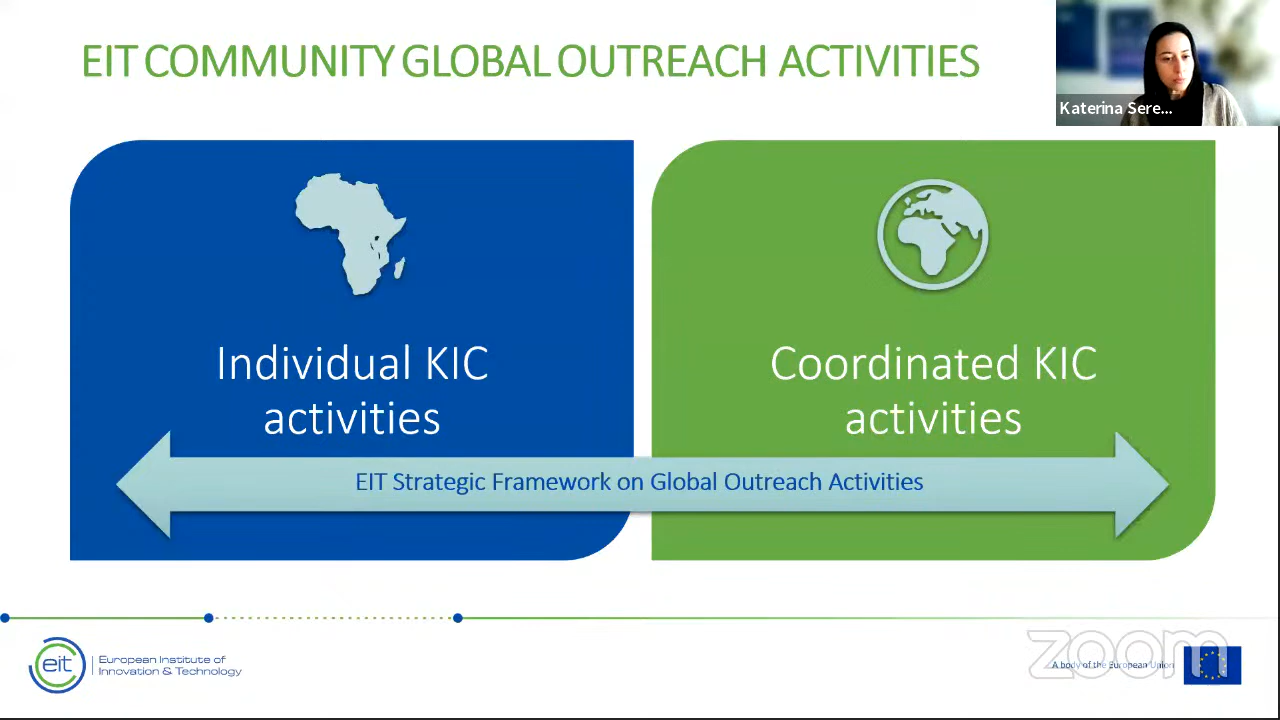 EIT COMMUNITY GLOBAL OUTREACH ACTIVITIES
Katerina Sere...
Individual KIC
activities
Coordinated KIC
activities
EIT Strategic Framework on Global Outreach Activities
eit
European Institute of
Innovation & Technology
zoom
A body of the European Union